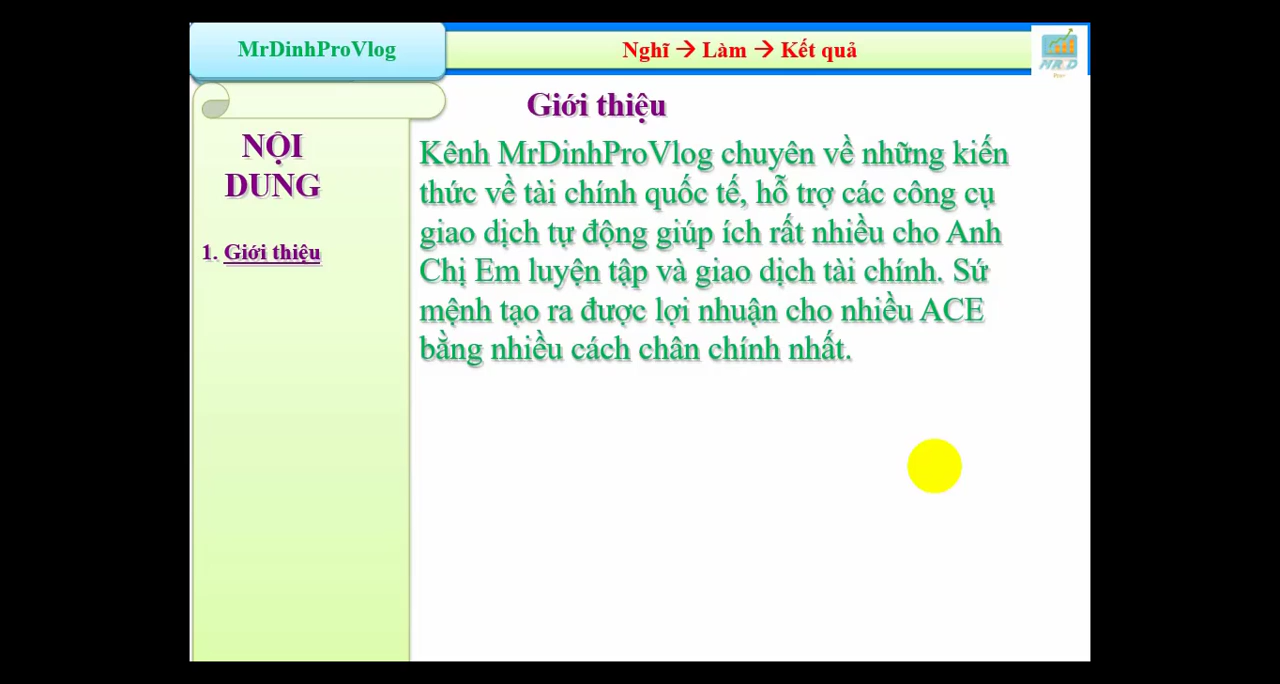 MrDinhProVlog
Nghĩ → Làm → Kết quả
NỘI
DUNG
1. Giới thiệu
Giới thiệu
Kênh MrDinhProVlog chuyên về những kiến
thức về tài chính quốc tế, hỗ trợ các công cụ
giao dịch tự động giúp ích rất nhiều cho Anh
Chị Em luyện tập và giao dịch tài chính. Sứ
mệnh tạo ra được lợi nhuận cho nhiều ACE
bằng nhiều cách chân chính nhất.